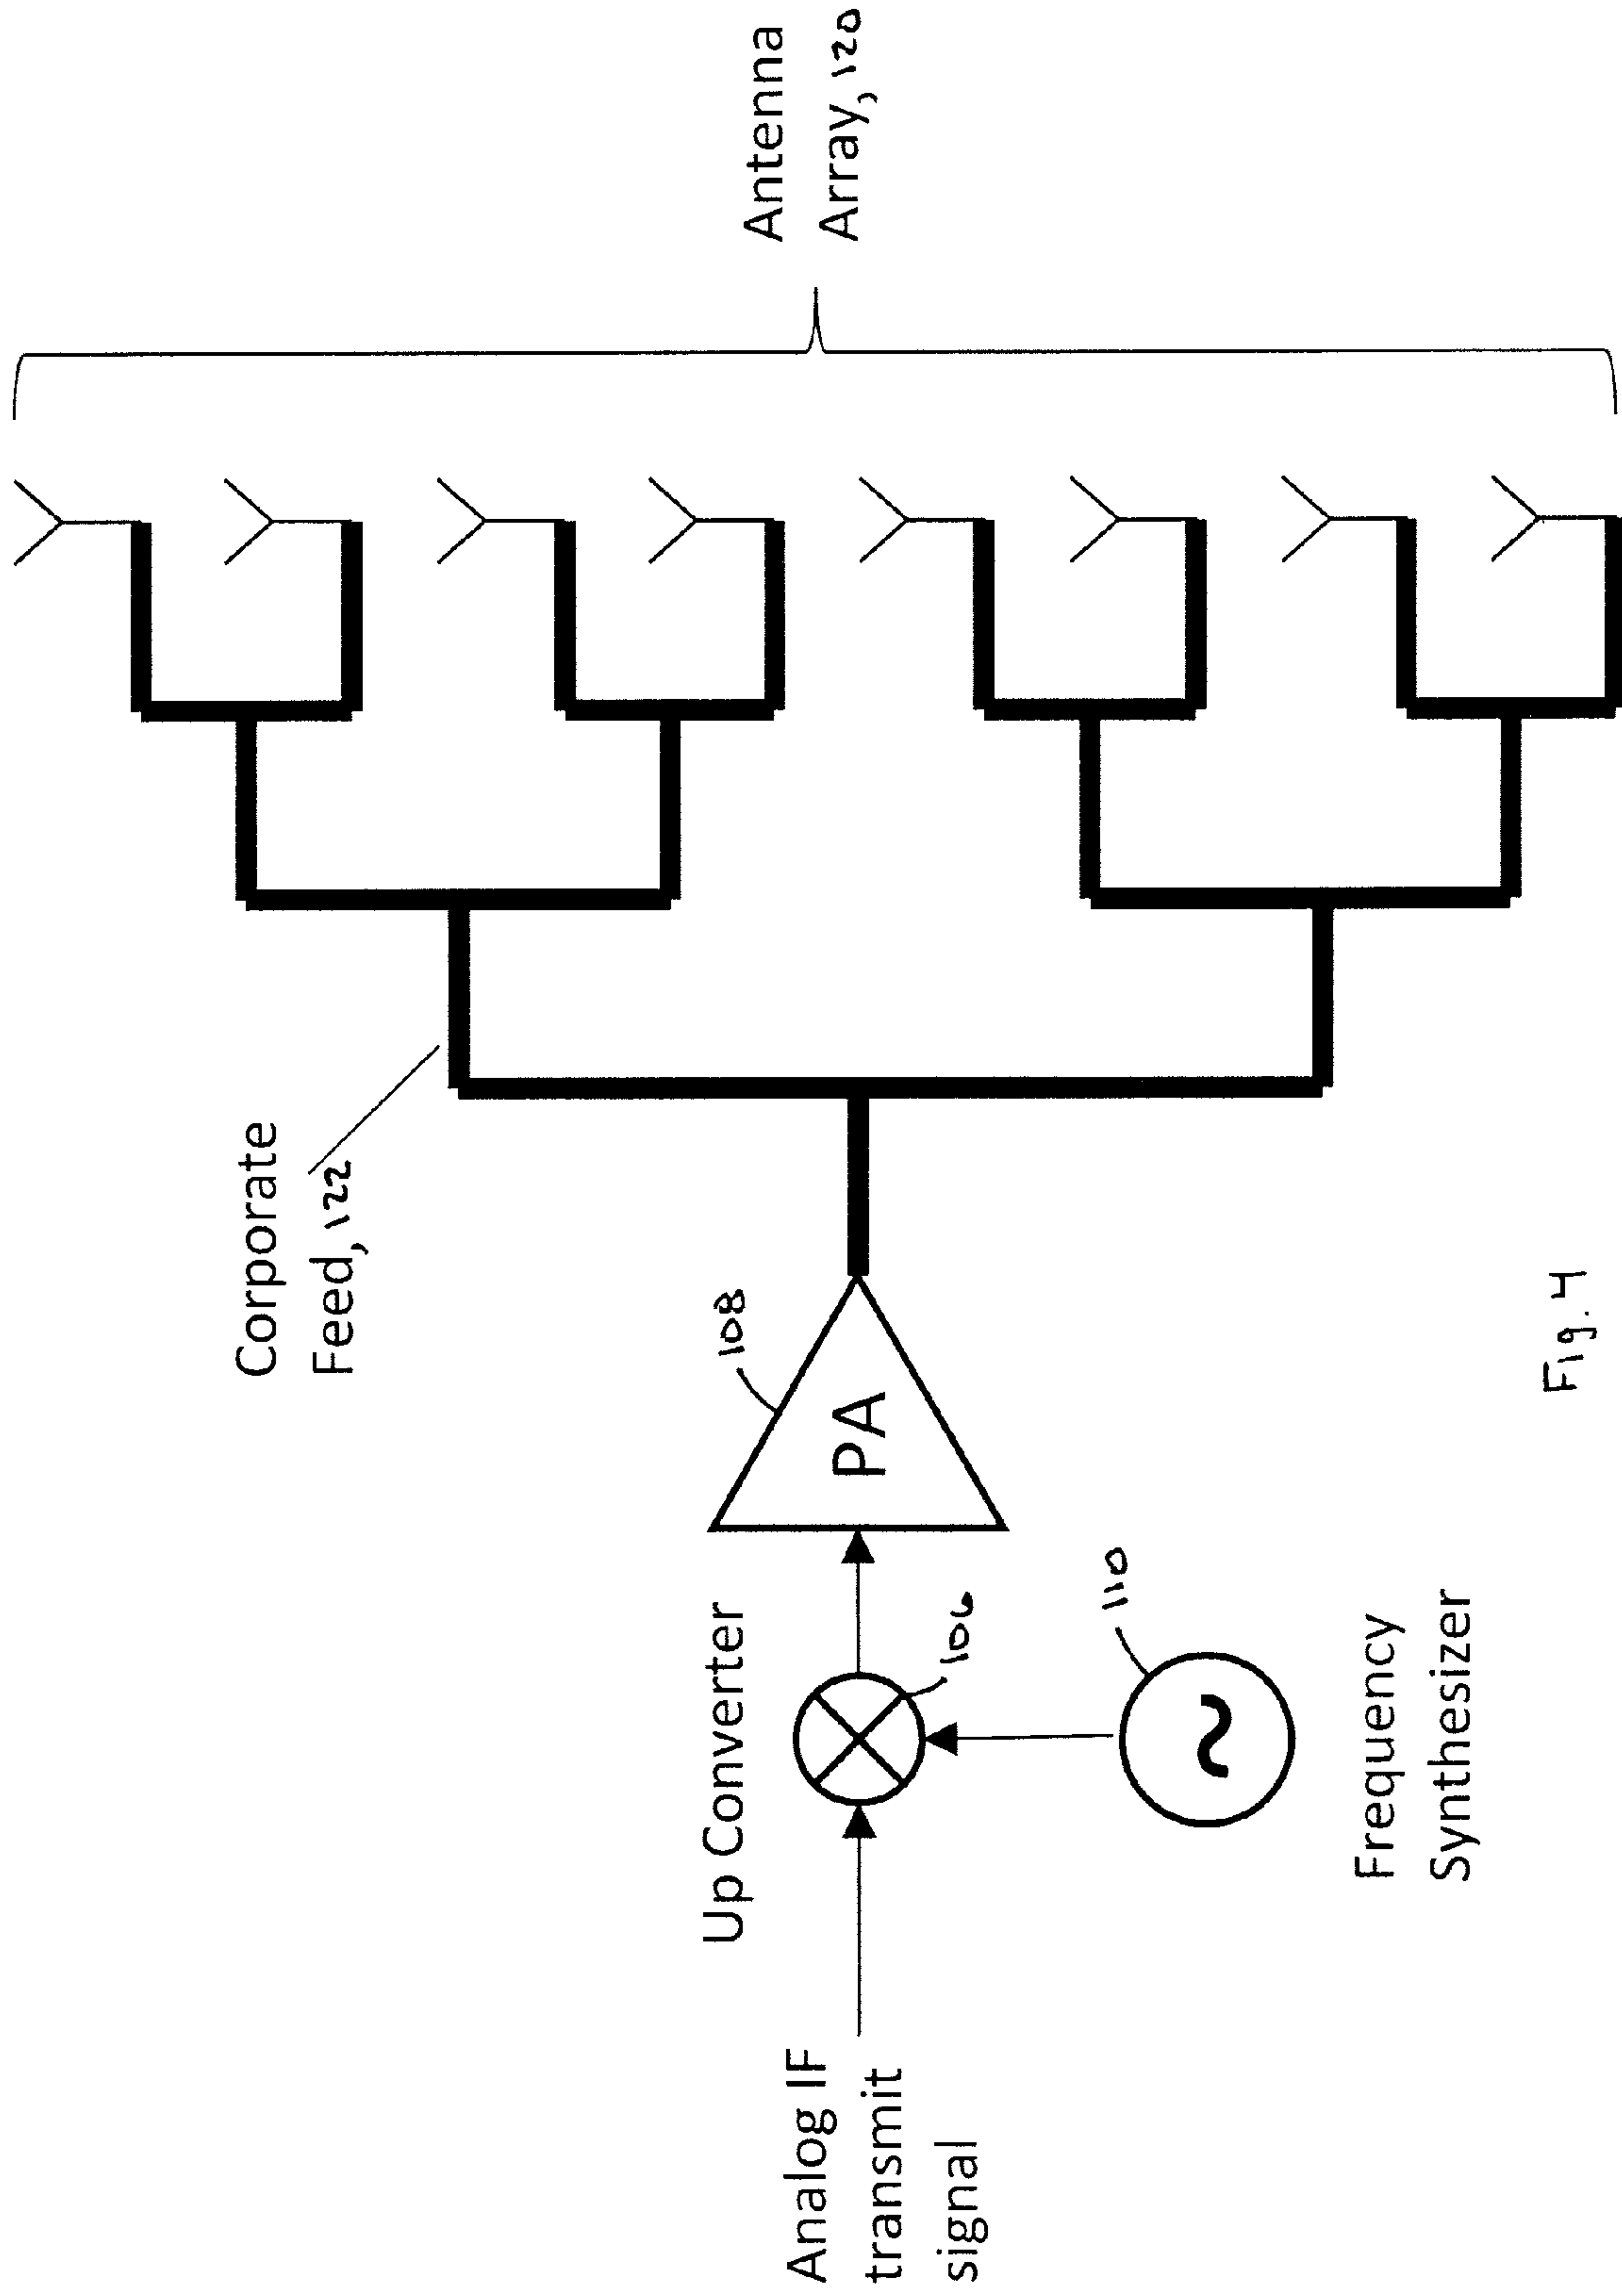 Analog IF
transmit
signal
Up Converter
106
Frequency
Synthesizer
110
PA
108
Corporate
Feed, 122
Antenna
Array, 120
Fig. 4